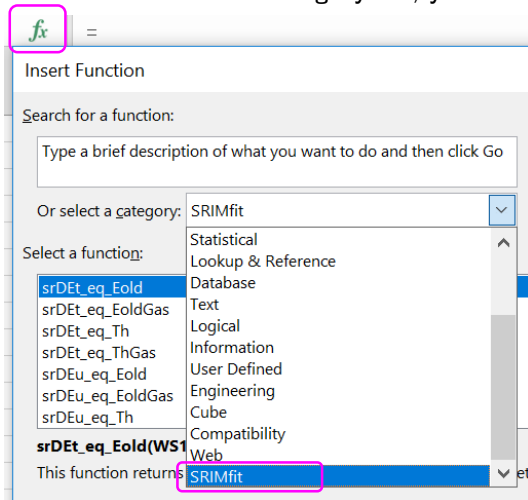 fx =
Insert Function
Search for a function:
Type a brief description of what you want to do and then click Go
Or select a category: SRIMfit
Select a function:
Statistical
Lookup & Reference
Database
Text
Logical
Information
User Defined
Engineering
Cube
Compatibility
Web
SRIMfit
srDEt_eq_Eold
srDEt_eq_EoldGas
srDEt_eq_Th
srDEt_eq_ThGas
srDEu_eq_Eold
srDEu_eq_EoldGas
srDEu_eq_Th
srDEt_eq_Eold(WS1
This function returns